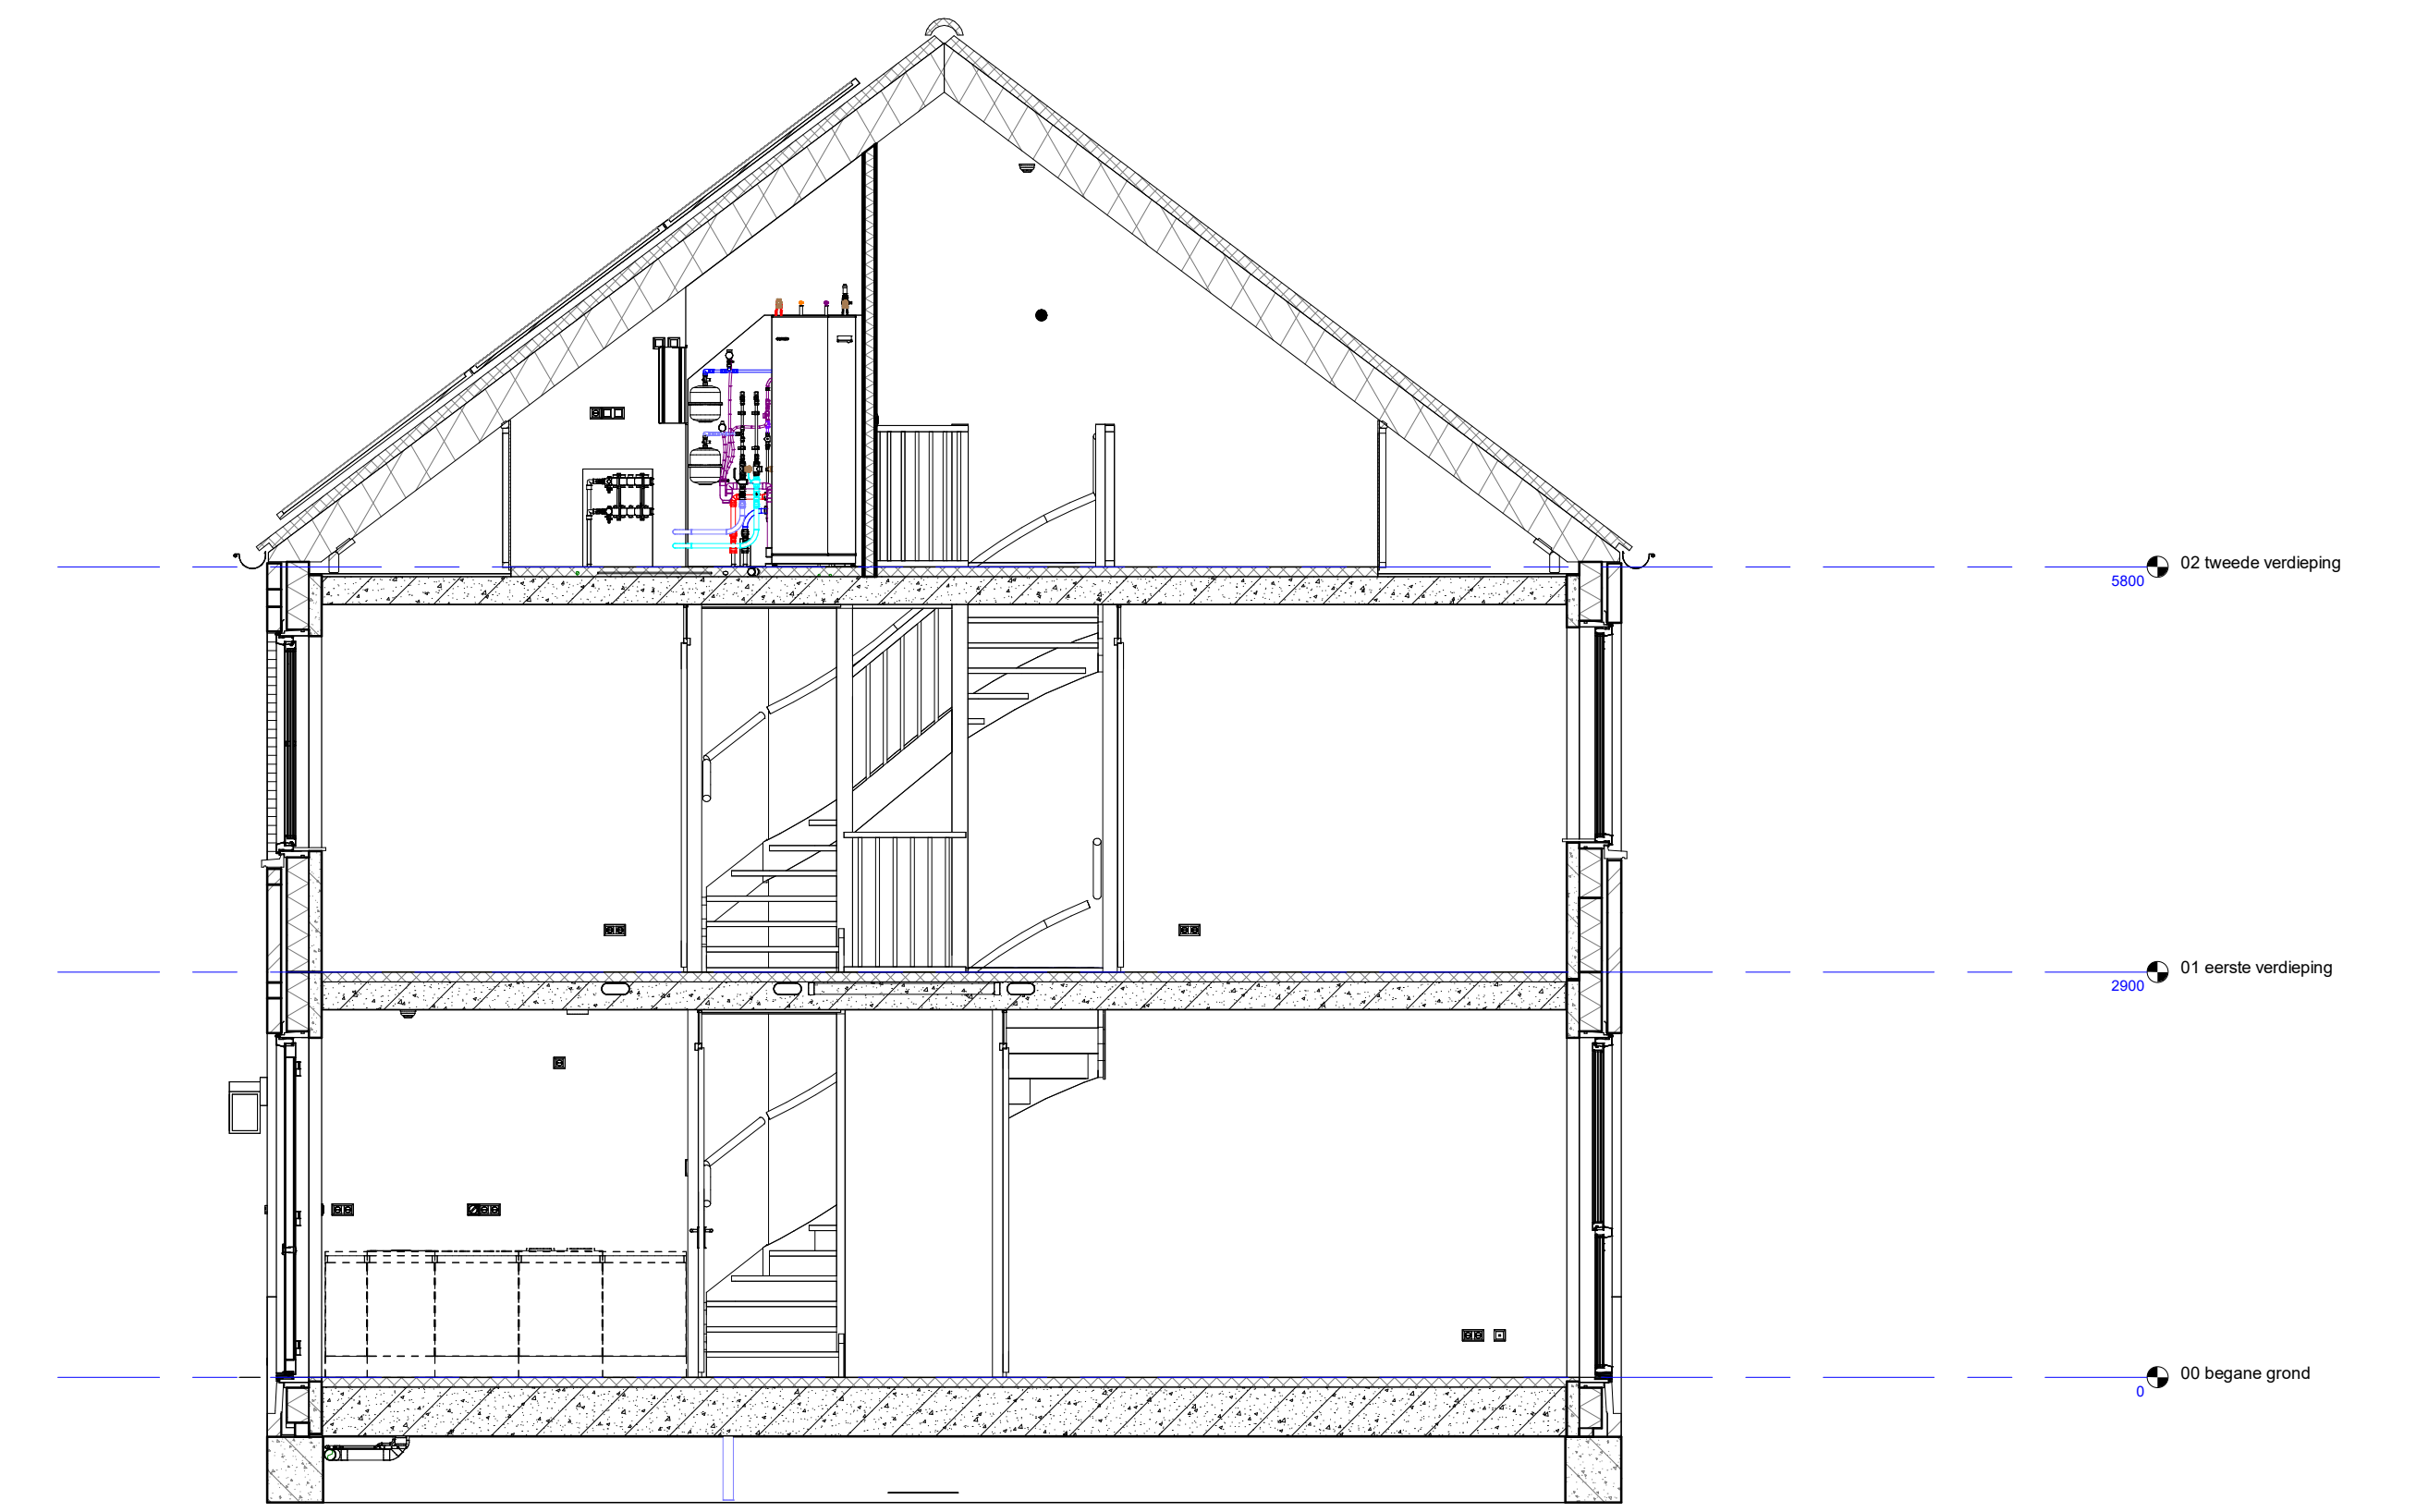 02 tweede verdieping
5800
01 eerste verdieping
2900
00 begane grond
0